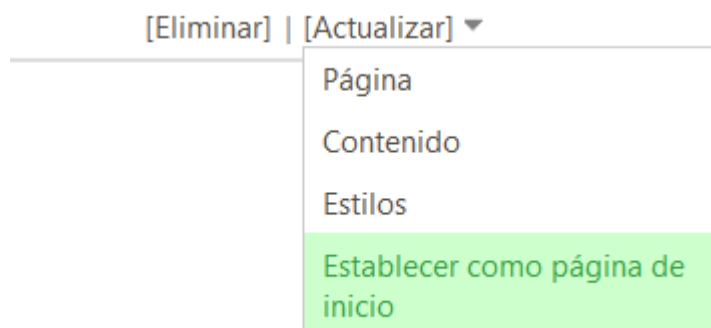 [Eliminar] | [Actualizar]
Página
Contenido
Estilos
Establecer como página de
inicio